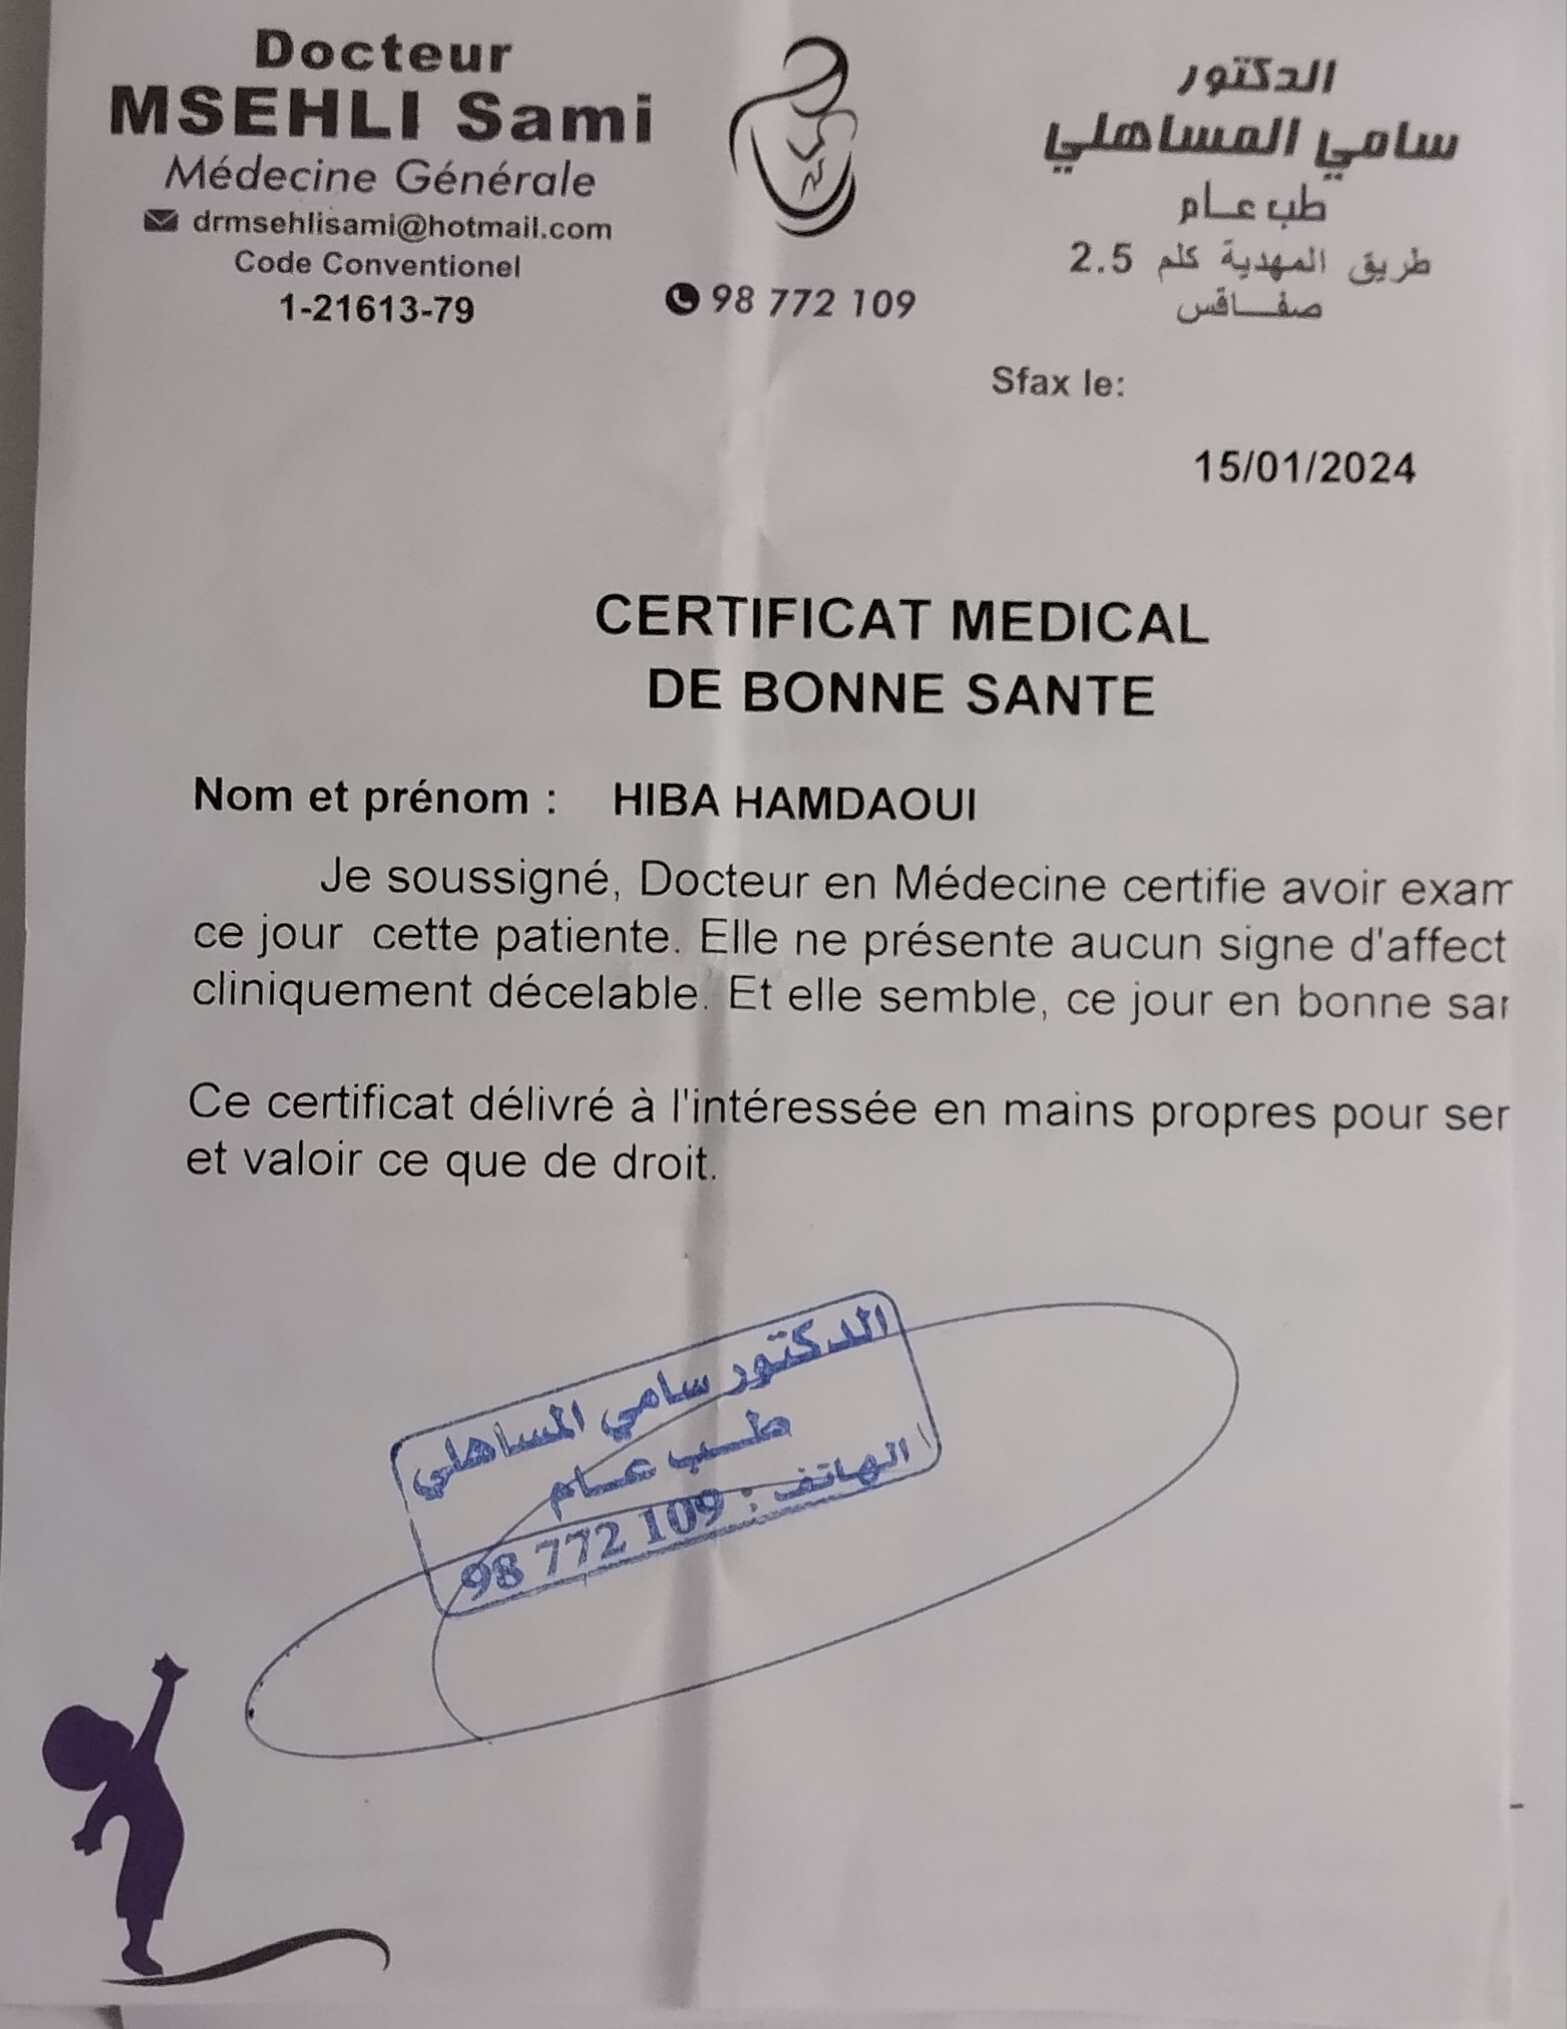 Docteur
MSEHLI Sami
Médecine Générale
drmsehlisami@hotmail.com
Code Conventionel
1-21613-79
98 772 109
الدكتور
سامي المساهلي
طب عام
طريق المهدية كلم 2.5
صفاقس
Sfax le:
15/01/2024
CERTIFICAT MEDICAL
DE BONNE SANTE
Nom et prénom : HIBA HAMDAOUI
Je soussigné, Docteur en Médecine certifie avoir exam
ce jour cette patiente. Elle ne présente aucun signe d'affect
cliniquement décelable. Et elle semble, ce jour en bonne
Ce certificat délivré à l'intéressée en mains propres pour ser
et valoir ce que de droit.
الدكتور سامي المساهلي
طب عام
الهاتف : 98 772 109